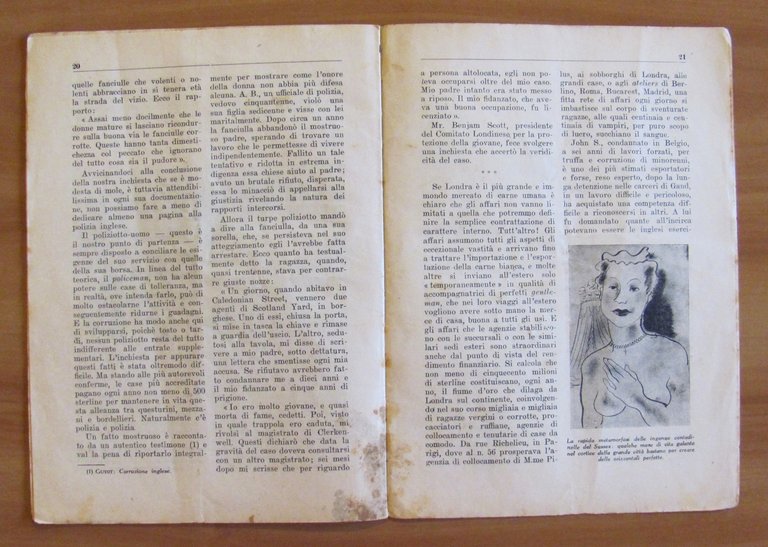 20
quelle fanciulle che volenti o no-
lenti abbracciano in sì tenera età
la strada del vizio. Ecco il rap-
porto:
« Assai meno docilmente che le
donne mature si lasciano ricondur-
re sulla buona via le fanciulle cor-
rotte. Queste hanno tanta dimesti-
chezza col peccato che ignorano
del tutto cosa sia il pudore ».
Avvicinandoci alla conclusione
della nostra inchiesta che se è mo-
desta di mole, è tuttavia attendibi-
lissima in ogni sua documentazio-
ne, non possiamo fare a meno di
dedicare almeno una pagina alla
polizia inglese.
Il poliziotto-uomo — questo è
il nostro punto di partenza — è
sempre disposto a conciliare le esi-
genze del suo servizio con quelle
della sua borsa. In linea del tutto
teorica, il policeman, non ha alcun
potere sulle case di tolleranza, ma
in realtà, ove intenda farlo, può di
molto ostacolarne l'attività e con-
seguentemente ridurne i guadagni.
E la corruzione ha modo anche qui
di svilupparsi, poichè tanto o tar-
di, nessun poliziotto resta del tutto
indifferente alle entrate supple-
mentari. L'inchiesta per appurare
questi fatti è stata oltremodo diffi-
cile. Ma stando alle più autorevoli
conferme, le case più accreditate
pagano ogni anno non meno di 500
sterline per mantenere in vita que-
sta alleanza tra questurini, mezza-
ni e bordellieri. Naturalmente c'è
polizia e polizia
Un fatto mostruoso è racconta-
to da un autentico testimone (1) e
val la pena di riportarlo integral-
(1) GUYOT: Corruzione inglese.
mente per mostrare come l'onore
della donna non abbia più difesa
alcuna. A. B., un ufficiale di polizia,
vedovo cinquantenne, violò una
sua figlia sedicente e visse con lei
maritalmente. Dopo circa un anno
la fanciulla abbandonò il mostruo-
so padre, sperando di trovare un
lavoro che le permettesse di vivere
indipendentemente. Fallito un tale
tentativo e ridotta in estrema in-
digenza essa chiese aiuto al padre;
avuto un brutale rifiuto, disperata,
essa lo minacciò di appellarsi alla
giustizia rivelando la natura dei
rapporti intercorsi.
Allora il turpe poliziotto mandò
a dire alla fanciulla, da una sua
sorella, che, se persisteva nel suo
atteggiamento egli l'avrebbe fatta
arrestare. Ecco quanto ha testual-
mente detto la ragazza, quando,
quasi trentenne, stava per contrar-
re giuste nozze:
« Un giorno, quando abitavo in
Caledonian Street, vennero due
agenti di Scotland Yard, in bor-
ghese. Uno di essi, chiusa la porta,
si mise in tasca la chiave e rimase
a guardia dell'uscio. L'altro, sedu-
tosi alla tavola, mi disse di scrive-
re a mio padre, sotto dettatura,
una lettera che smentisse ogni mia
accusa. Se rifiutavo avrebbero fat-
to condannare me a dieci anni e
il mio fidanzato a cinque anni di
prigione.
« Io ero molto giovane, e quasi
morta di fame, cedetti. Poi, visto
in quale trappola ero caduta, mi
rivolsi al magistrato di Clerken-
well. Questi dichiarò che data la
gravità del caso doveva consultarsi
con un altro magistrato; sei mesi
dopo mi scrisse che per riguardo
21
a persona altolocata, egli non po-
teva occuparsi oltre del mio caso.
Mio padre intanto era stato messo
a riposo. Il mio fidanzato, che ave-
va una buona occupazione, fu li-
cenziato ».
Mr. Benjam Scott, presidente
del Comitato Londinese per la pro-
tezione della giovane, fece svolgere
una inchiesta che accertò la veridi-
cità del caso.
* * *
Se Londra è il più grande e im-
mondo mercato di carne umana è
chiaro che gli affari non vanno li-
mitati a quella che potremmo defi-
nire la semplice contrattazione di
carattere interno. Tutt'altro! Gli
affari assumono tutti gli aspetti di
eccezionale vastità e arrivano fino
a trattare l'importazione e l'espor-
tazione della carne bianca, e molte
altre si inviano all'estero solo
« temporaneamente » in qualità di
accompagnatrici di perfetti gentle-
man, che nei loro viaggi all'estero
vogliono avere sotto mano la mer-
ce di casa, buona a tutti gli usi. E
gli affari che le agenzie stabiliscono
con le succursali o con le simi-
lari sedi esteri sono straordinari
anche dal punto di vista del ren-
dimento finanziario. Si calcola che
non meno di cinquecento milioni
di sterline costituiscano, ogni an-
no, il fiume d'oro che dilaga da
Londra sul continente, coinvolgen-
do nel suo corso migliaia e migliaia
di ragazze vergini o corrotte, pro-
cacciatori e ruffiane, agenzie di
collocamento e tenutarie di case da
comodo. Da rue Richelieu, in Pa-
rigi, dove al n. 56 prosperava l'a-
genzia di collocamento di M.me Pi-
lus, ai sobborghi di Londra, alle
grandi case, o agli ateliers di Ber-
lino, Roma, Bucarest, Madrid, una
fitta rete di affari ogni giorno si
imbastisce sul corpo di sventurate
ragazze, alle quali centinaia e cen-
tinaia di vampiri, per puro scopo
di lucro, succhiano il sangue.
John S., condannato in Belgio,
a sei anni di lavori forzati, per
truffa e corruzione di minorenni,
è uno dei più stimati esportatori
e forse, reso esperto, dopo la lun-
ga detenzione nelle carceri di Gand,
in un lavoro difficile e pericoloso,
ha acquistato una competenza dif-
ficile a riconoscersi in altri. A lui
fu domandato quante all'incirca
potevano essere le inglesi eserci-
La rapida metamorfosi delle ingenue contadi-
nelle del Sussex: qualche mese di vita galante
nel cortice della grande città bastano per creare
delle